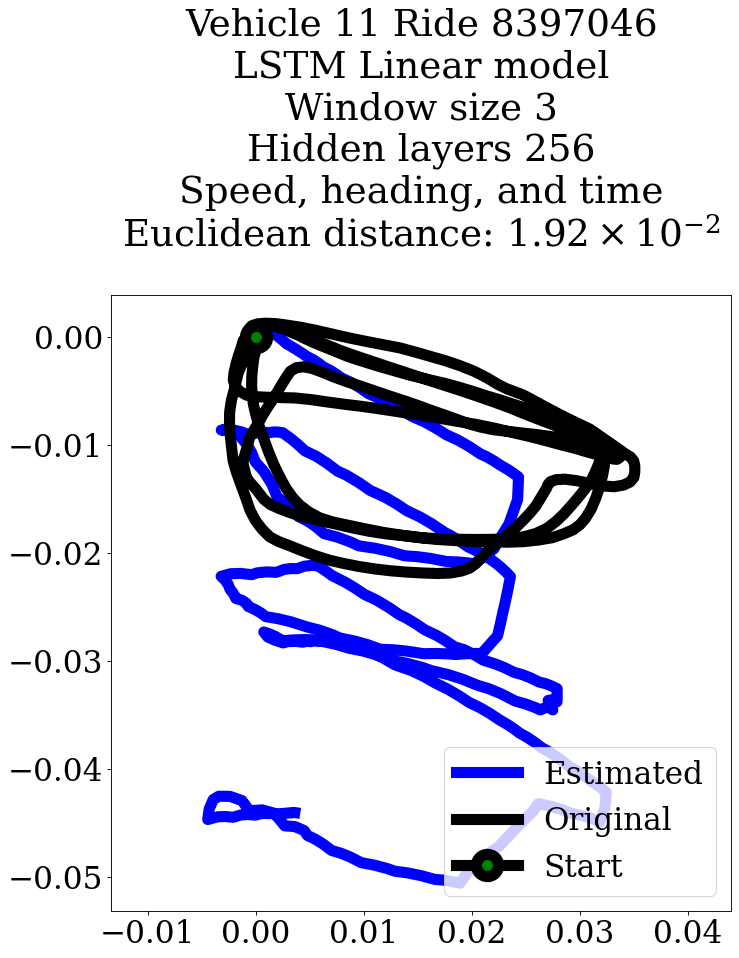 Vehicle 11 Ride 8397046
LSTM Linear model
Window size 3
Hidden layers 256
Speed, heading, and time
Euclidean distance: 1.92 × 10⁻²
0.00
−0.01
−0.02
−0.03
−0.04
−0.05
Estimated
Original
Start
−0.01 0.00 0.01 0.02 0.03 0.04